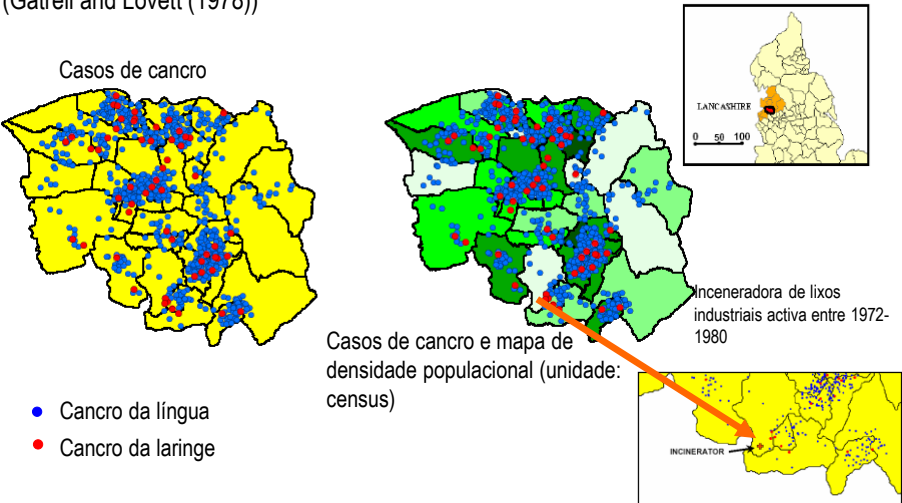 (Gatrell and Lovett (1978))
Casos de cancro
LANCASHIRE
0 50 100
Inceneradora de lixos
industriais activa entre 1972-
1980
Casos de cancro e mapa de
densidade populacional (unidade:
census)
Cancro da língua
Cancro da laringe
INCINERATOR